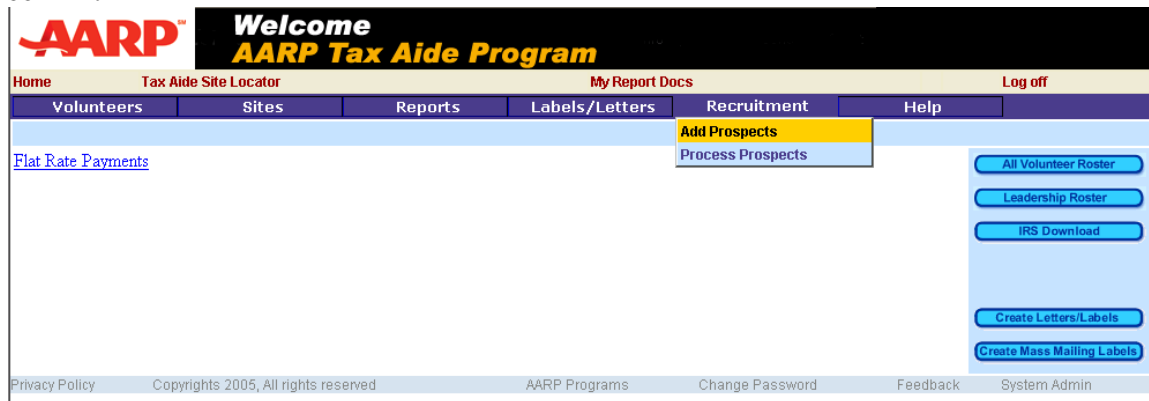 AARP SM Welcome
AARP Tax Aide Program
Home Tax Aide Site Locator My Report Docs Log off
Volunteers Sites Reports Labels/Letters Recruitment Help
Add Prospects
Process Prospects
Flat Rate Payments
All Volunteer Roster
Leadership Roster
IRS Download
Create Letters/Labels
Create Mass Mailing Labels
Privacy Policy Copyrights 2005, All rights reserved AARP Programs Change Password Feedback System Admin